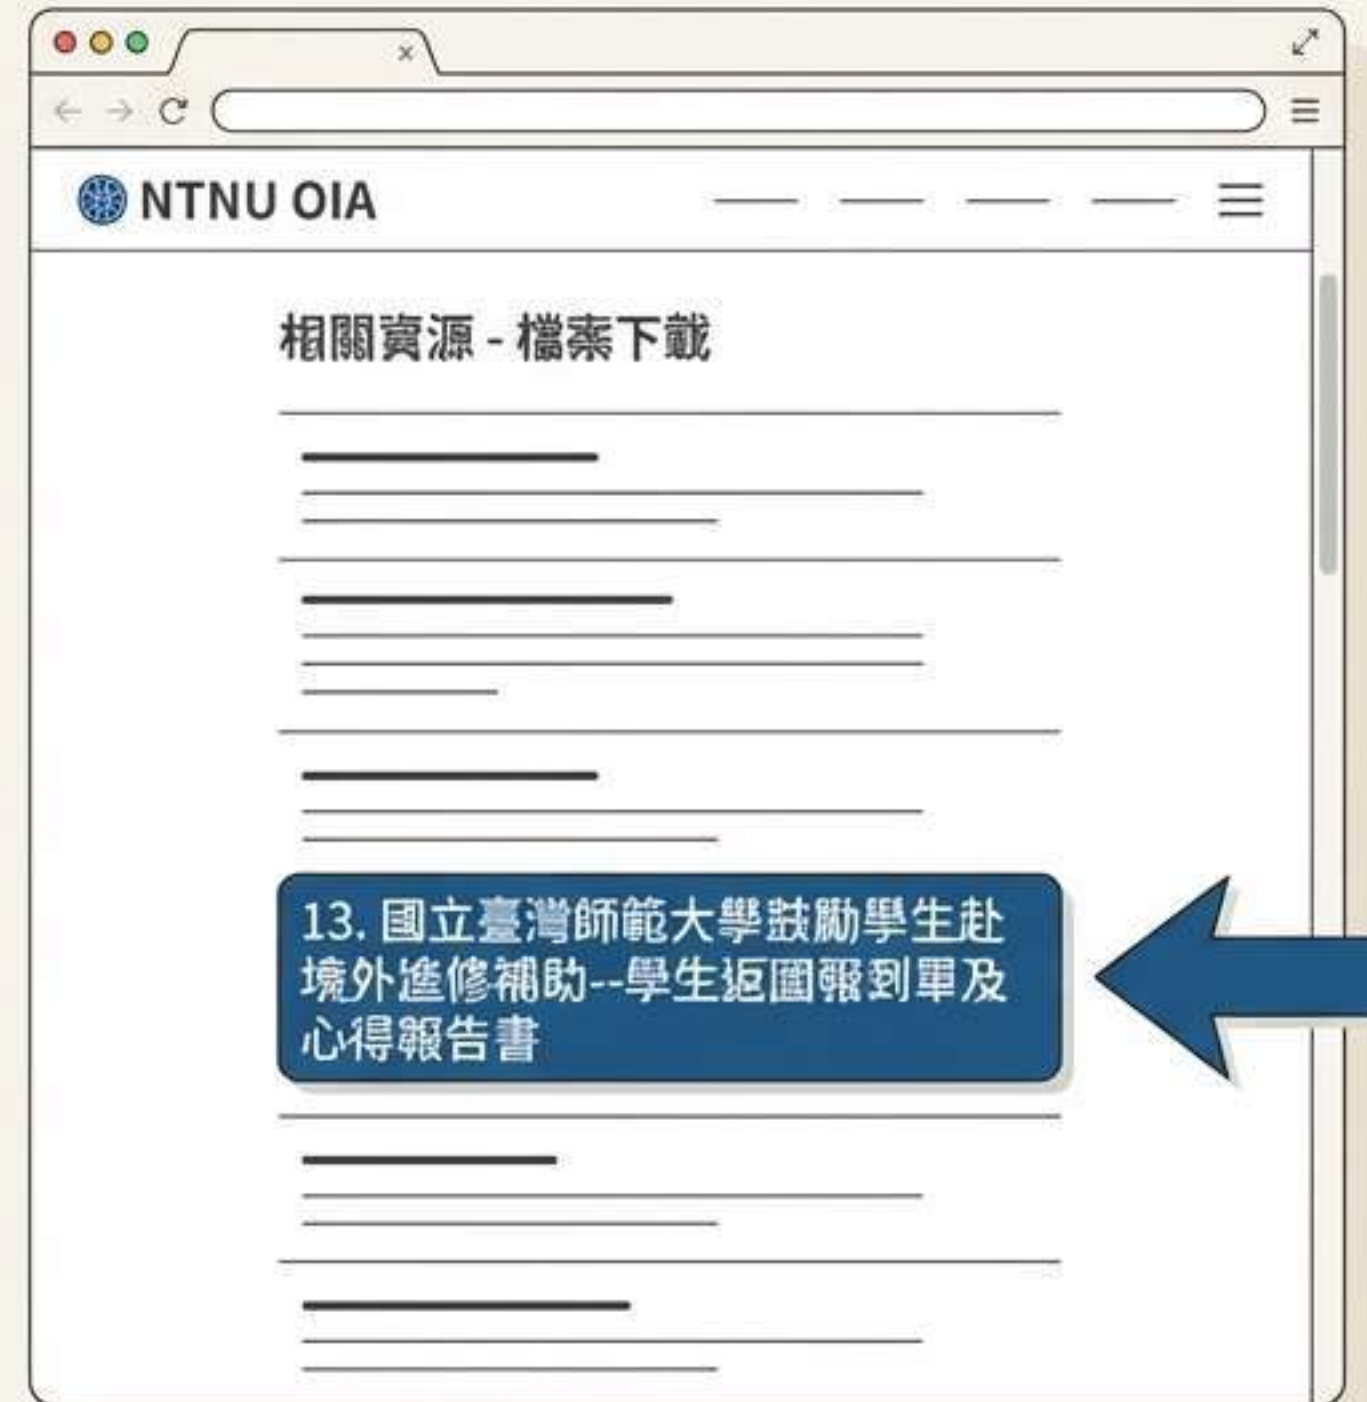 NTNU OIA
相關資源 - 檔案下載
13. 國立臺灣師範大學鼓勵學生赴
境外進修補助--學生返國報到單及
心得報告書